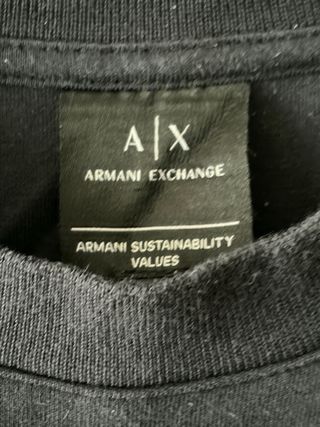 A|X
ARMANI EXCHANGE
ARMANI SUSTAINABILITY
VALUES